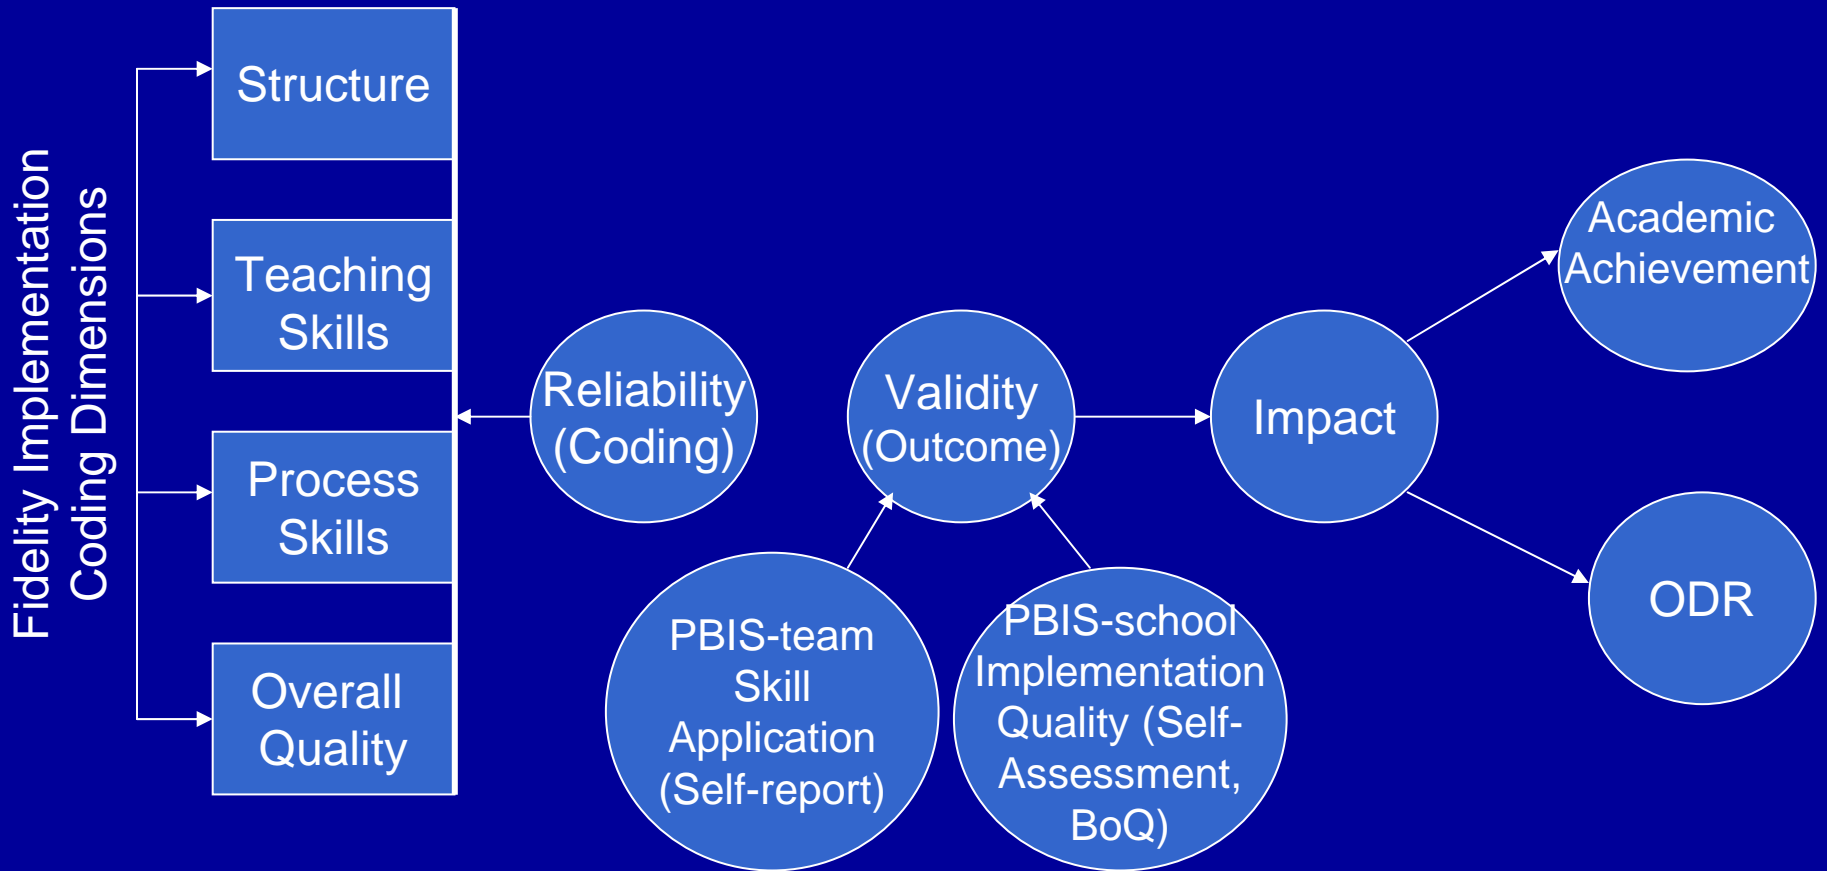 Fidelity Implementation
Coding Dimensions
Structure
Teaching
Skills
Process
Skills
Overall
Quality
Reliability
(Coding)
Validity
(Outcome)
Impact
Academic
Achievement
ODR
PBIS-team
Skill
Application
(Self-report)
PBIS-school
Implementation
Quality (Self-
Assessment,
BoQ)